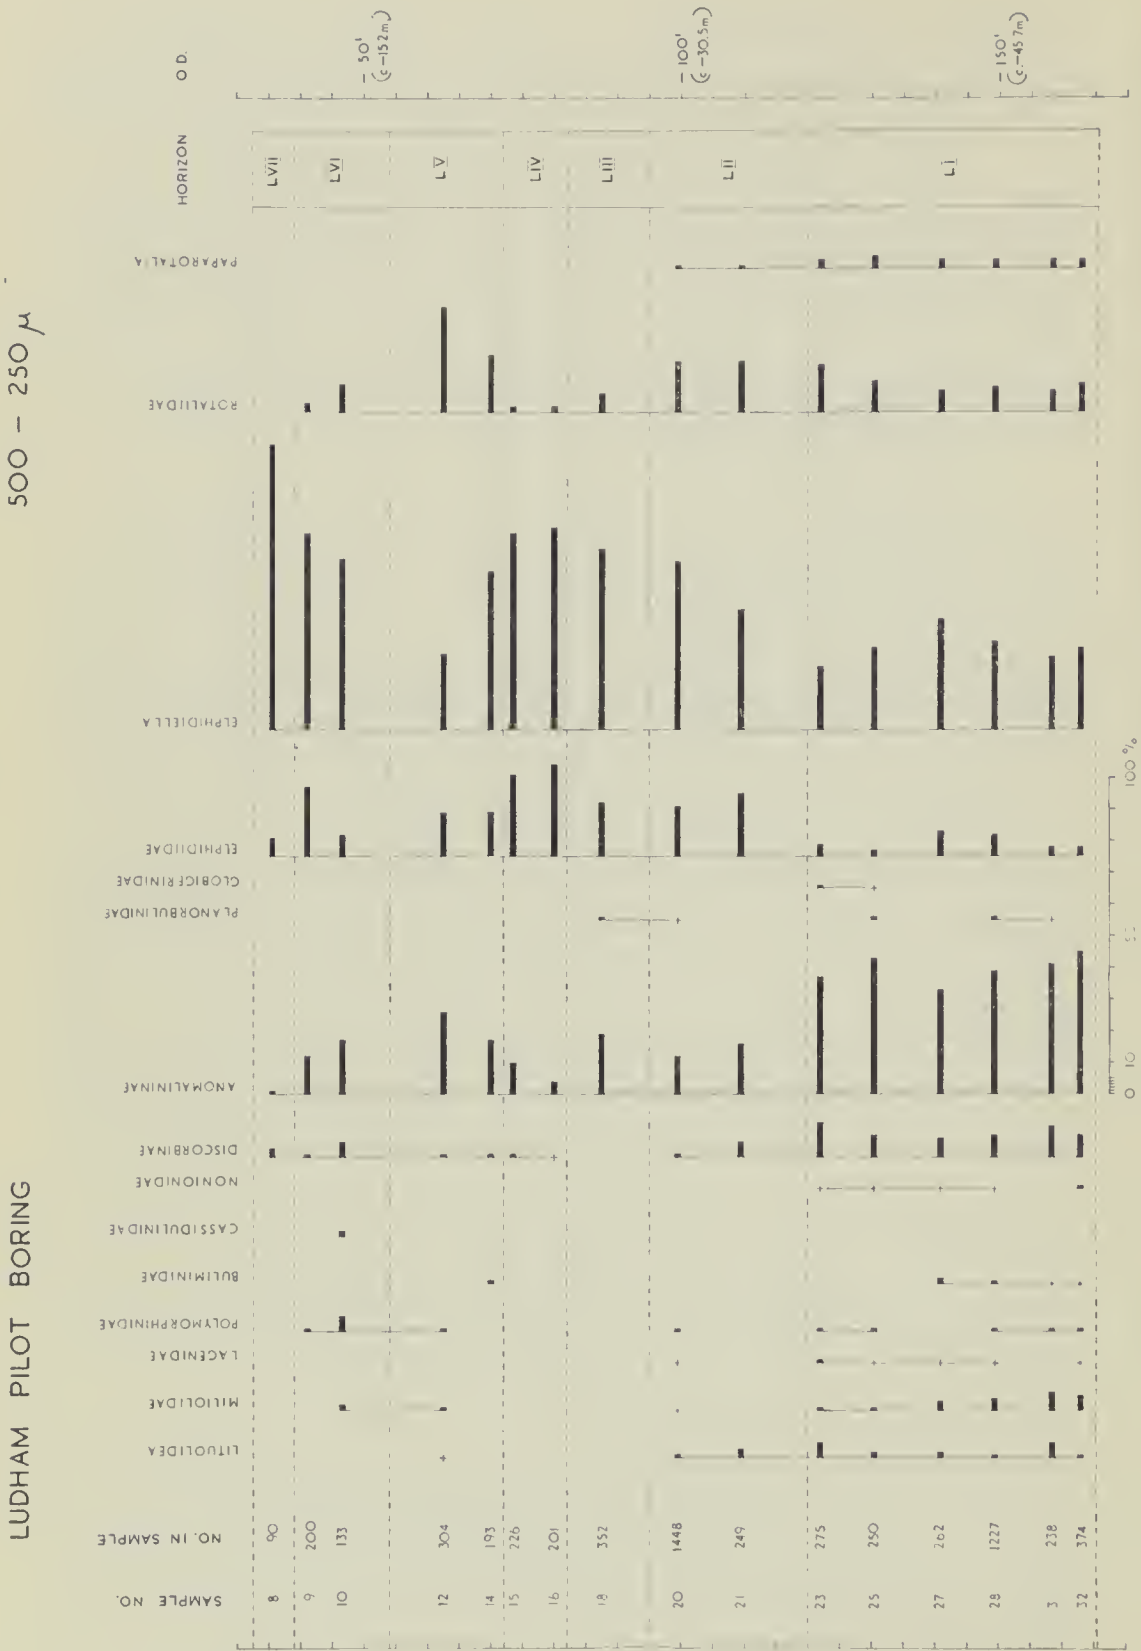 LUDHAM PILOT BORING
500 – 250 μ
SAMPLE NO.
8
9
10
12
14
15
16
18
20
21
23
25
27
28
3
32
NO. IN SAMPLE
90
200
133
304
193
226
201
352
1448
249
275
250
262
1227
238
374
LITUOLIDEA
MILIOLIDAE
LAGENIDAE
POLYMORPHINIDAE
BULIMINIDAE
CASSIDULINIDAE
NONIONIDAE
DISCORBINAE
ANOMALININAE
PLANORBULINIDAE
GLOBIGERINIDAE
ELPHIDIIDAE
ELPHIDIELLA
ROTALIIDAE
PAPAROTALIA
HORIZON
LVII
LVI
LV
LIV
LIII
LII
LI
O.D.
– 50'
(c –15.2m)
– 100'
(c –30.5m)
– 150'
(c. –45.7m)
0 10 100 %